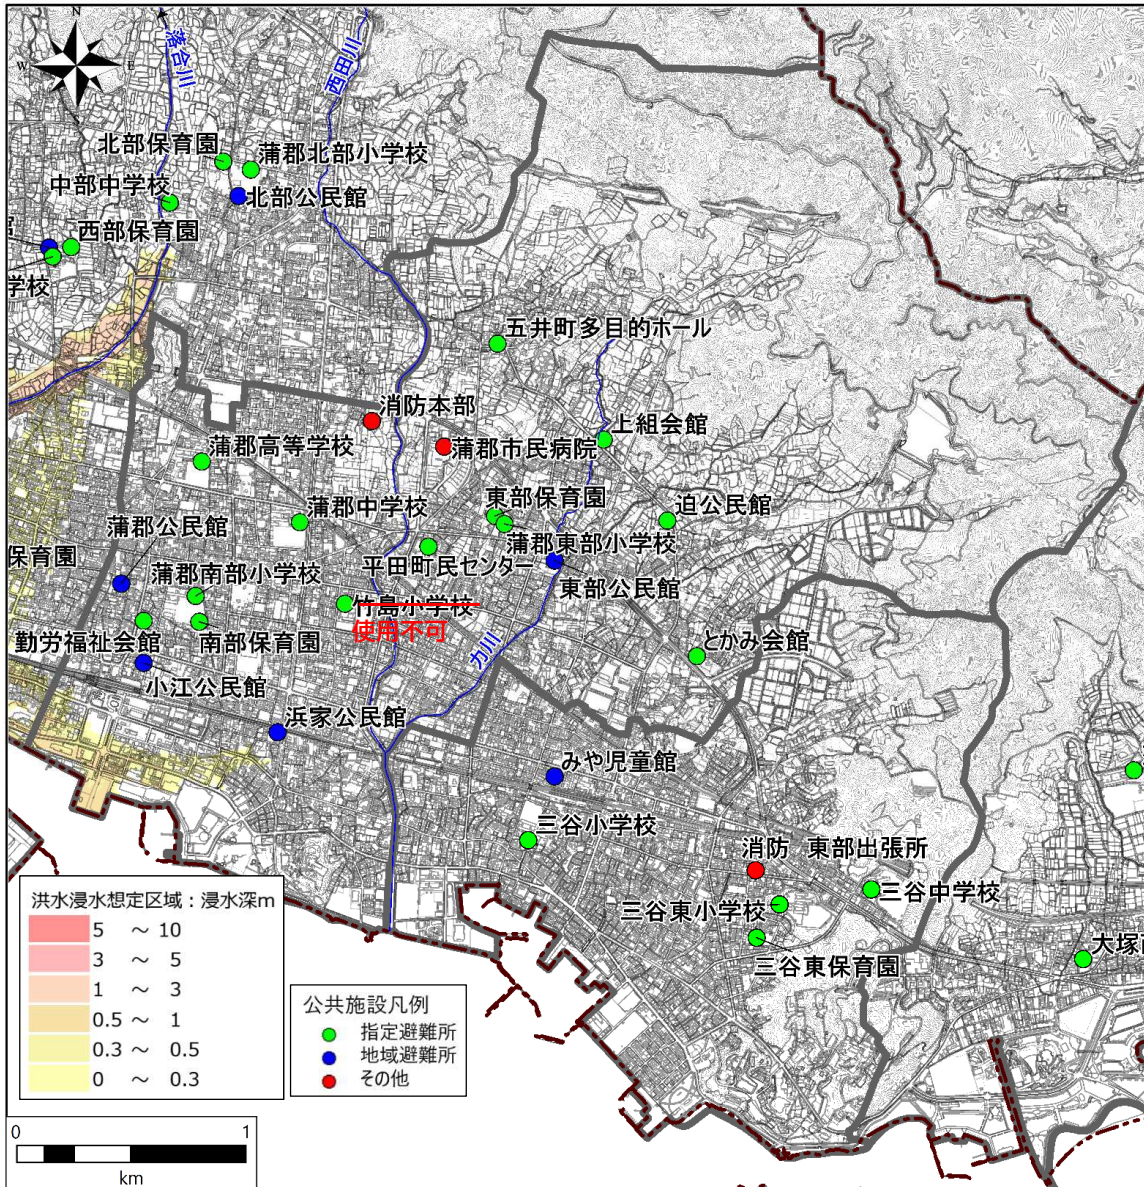 N
W
E
落合川
西田川
北部保育園
蒲郡北部小学校
中部中学校
北部公民館
館
西部保育園
学校
五井町多目的ホール
消防本部
上組会館
蒲郡高等学校
蒲郡市民病院
蒲郡中学校
東部保育園
迫公民館
蒲郡公民館
蒲郡東部小学校
保育園
平田町民センター
蒲郡南部小学校
東部公民館
竹島小学校
使用不可
勤労福祉会館
南部保育園
力川
とかみ会館
小江公民館
浜家公民館
みや児童館
三谷小学校
消防 東部出張所
三谷中学校
三谷東小学校
大塚
三谷東保育園
洪水浸水想定区域：浸水深m
5 ～ 10
3 ～ 5
1 ～ 3
0.5 ～ 1
0.3 ～ 0.5
0 ～ 0.3
公共施設凡例
指定避難所
地域避難所
その他
0 1
km